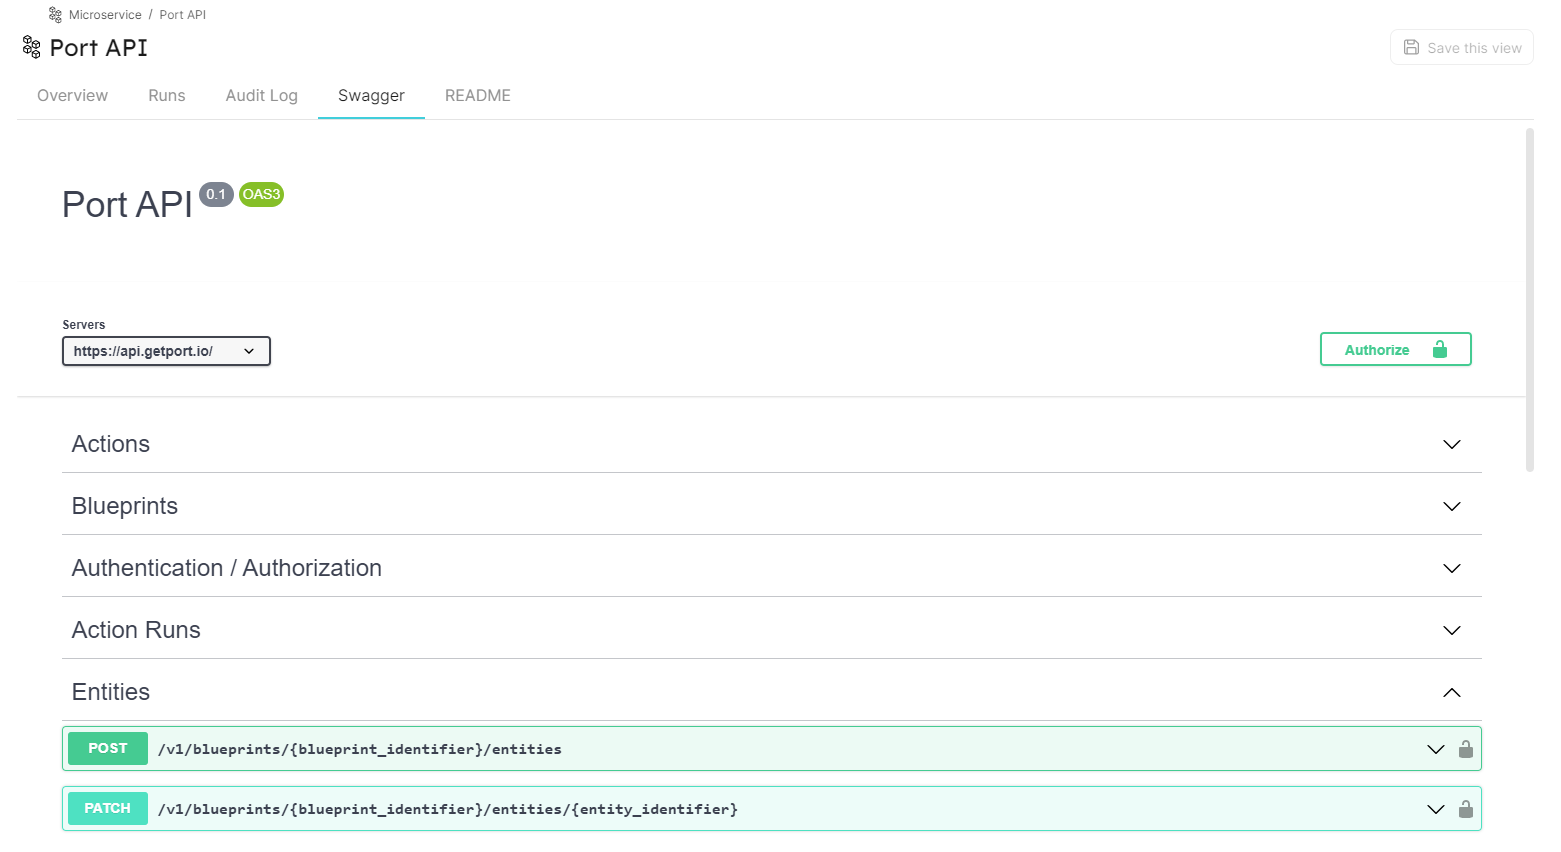 Microservice / Port API
Port API
Save this view
Overview Runs Audit Log Swagger README
Port API 0.1 OAS3
Servers
https://api.getport.io/
Authorize
Actions
Blueprints
Authentication / Authorization
Action Runs
Entities
POST /v1/blueprints/{blueprint_identifier}/entities
PATCH /v1/blueprints/{blueprint_identifier}/entities/{entity_identifier}